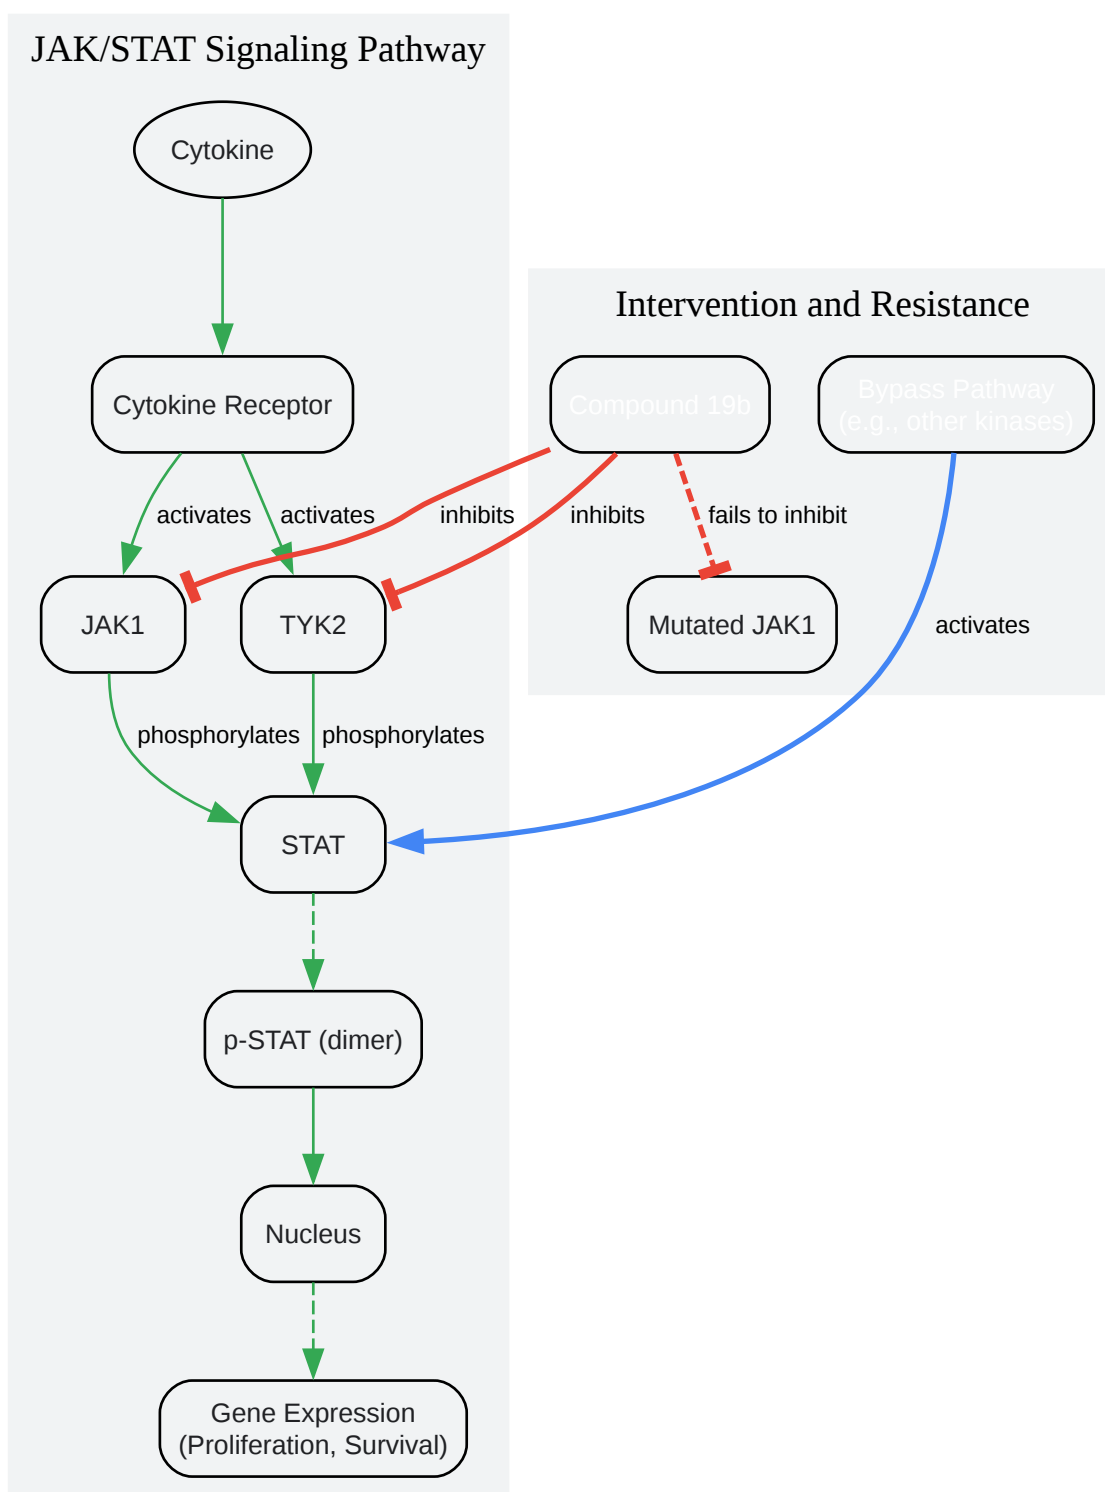 JAK/STAT Signaling Pathway
Cytokine
Intervention and Resistance
Cytokine Receptor
Compound 19b
Bypass Pathway
(e.g., other kinases)
activates
activates
inhibits
inhibits
fails to inhibit
JAK1
TYK2
Mutated JAK1
activates
phosphorylates
phosphorylates
STAT
p-STAT (dimer)
Nucleus
Gene Expression
(Proliferation, Survival)